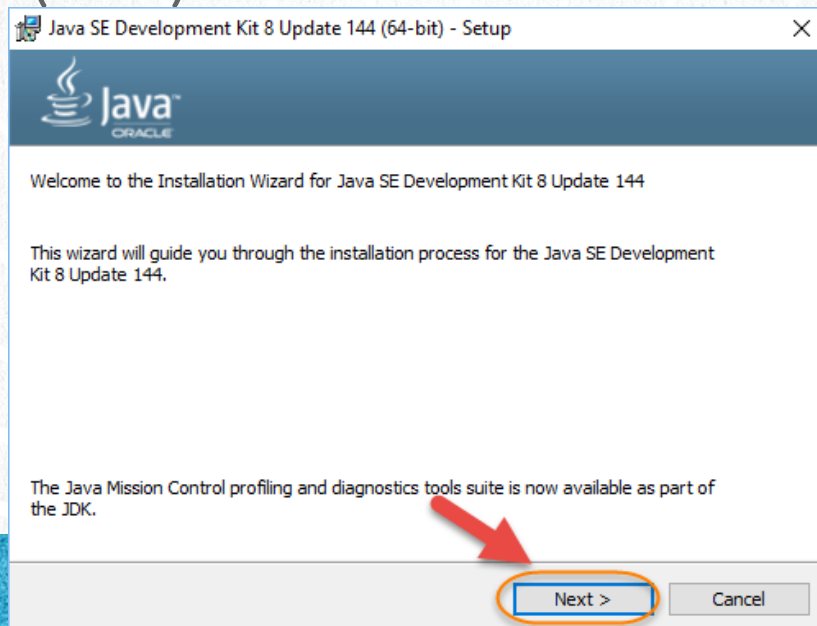 Java SE Development Kit 8 Update 144 (64-bit) - Setup
Java™
ORACLE
Welcome to the Installation Wizard for Java SE Development Kit 8 Update 144
This wizard will guide you through the installation process for the Java SE Development
Kit 8 Update 144.
The Java Mission Control profiling and diagnostics tools suite is now available as part of
the JDK.
Next >
Cancel